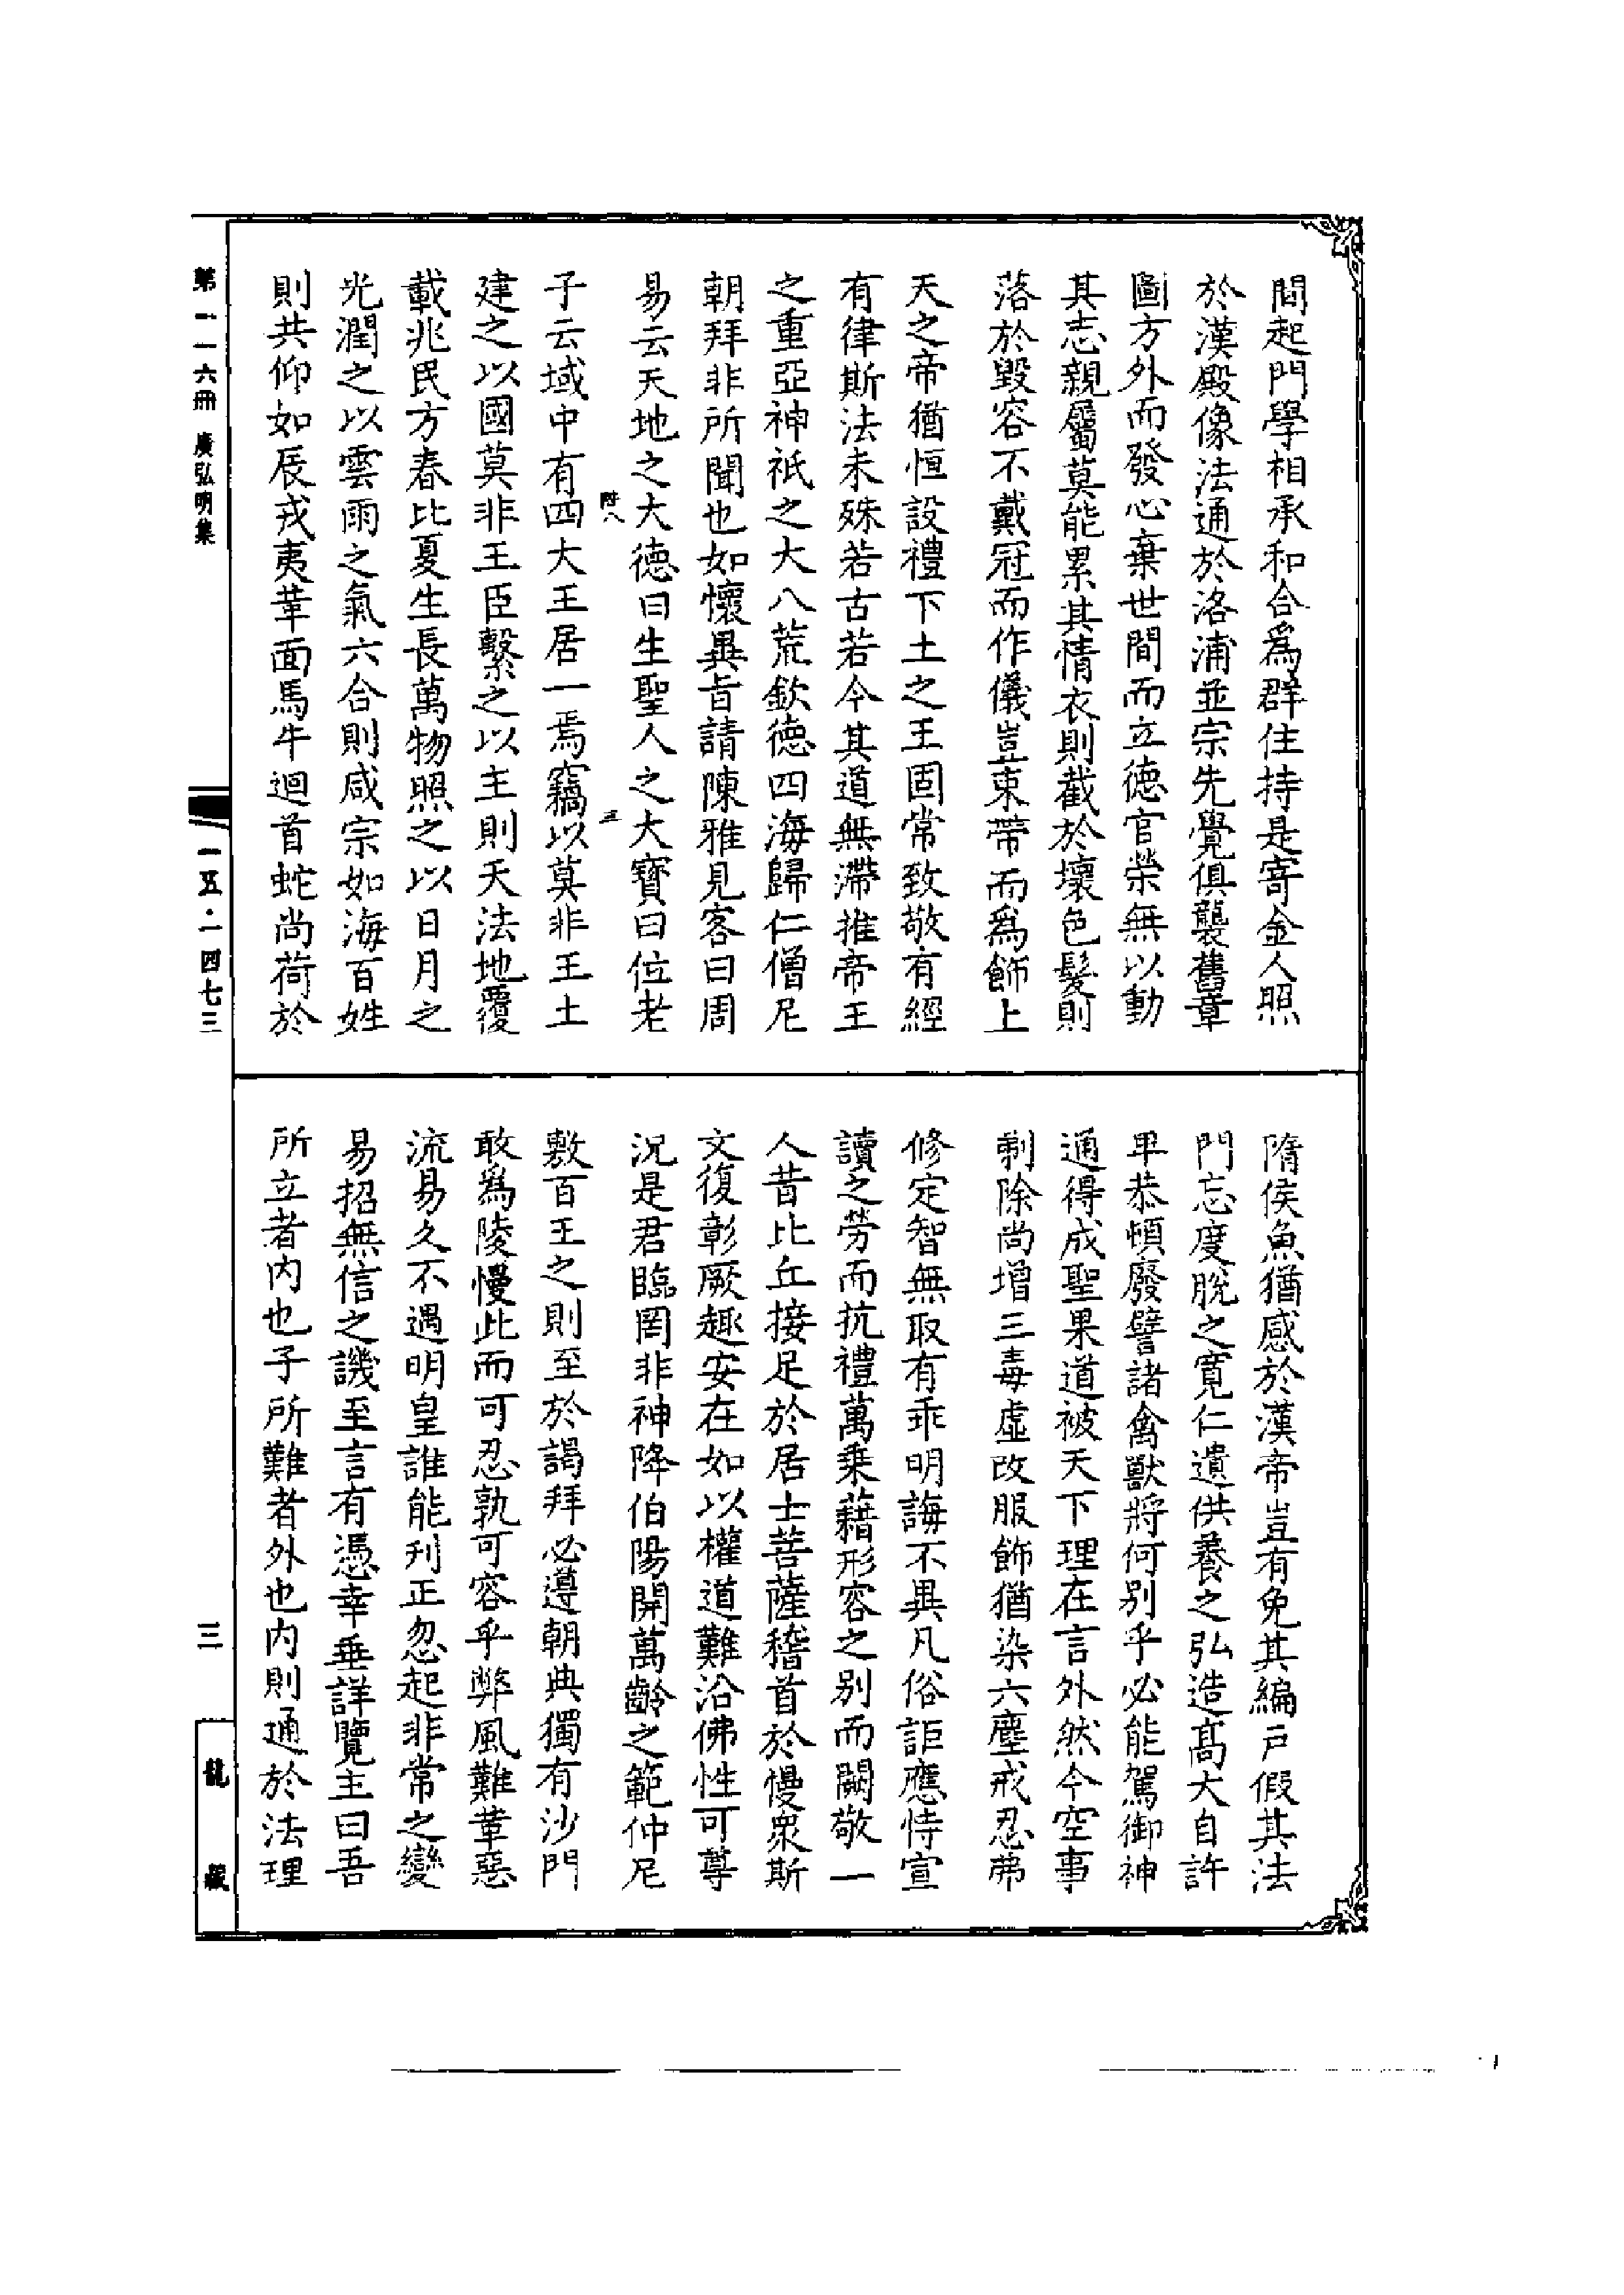 間起門學相承和合爲群住持是寄金人照
於漢殿像法通於洛浦並宗先覺俱襲舊章
圖方外而發心棄世間而立德官榮無以動
其志親屬莫能累其情衣則截於壞色髮則
落於毀容不戴冠而作儀豈束帶而爲飾上
天之帝猶恒設禮下土之王固常致敬有經
有律斯法未殊若古若今其道無滯推帝王
之重亞神祇之大八荒欽德四海歸仁僧尼
朝拜非所聞也如懷異旨請陳雅見客曰周
易云天地之大德曰生聖人之大寶曰位老
子云域中有四大王居一焉竊以莫非王土
建之以國莫非王臣繫之以主則天法地覆
載兆民方春比夏生長萬物照之以日月之
光潤之以雲雨之氣六合則咸宗如海百姓
則共仰如辰戎夷革面馬牛迴首蛇尚荷於
隋侯魚猶感於漢帝豈有免其編戶假其法
門忘度脫之寬仁遺供養之弘造高大自許
卑恭頓廢譬諸禽獸將何別乎必能駕御神
通得成聖果道被天下理在言外然今空事
剃除尚增三毒虛改服飾猶染六塵戒忍弗
修定智無取有乖明誨不異凡俗詎應恃宣
讀之勞而抗禮萬乘藉形容之别而闕敬一
人昔比丘接足於居士菩薩稽首於慢衆斯
文復彰厥趣安在如以權道難沿佛性可尊
況是君臨罔非神降伯陽開萬齡之範仲尼
敷百王之則至於謁拜必遵朝典獨有沙門
敢爲陵慢此而可忍孰可容乎弊風難革惡
流易久不遇明皇誰能刋正忽起非常之變
易招無信之譏至言有憑幸垂詳覽主曰吾
所立者內也子所難者外也內則通於法理
第一一六冊 廣弘明集
一五·二四七三
三
龍藏